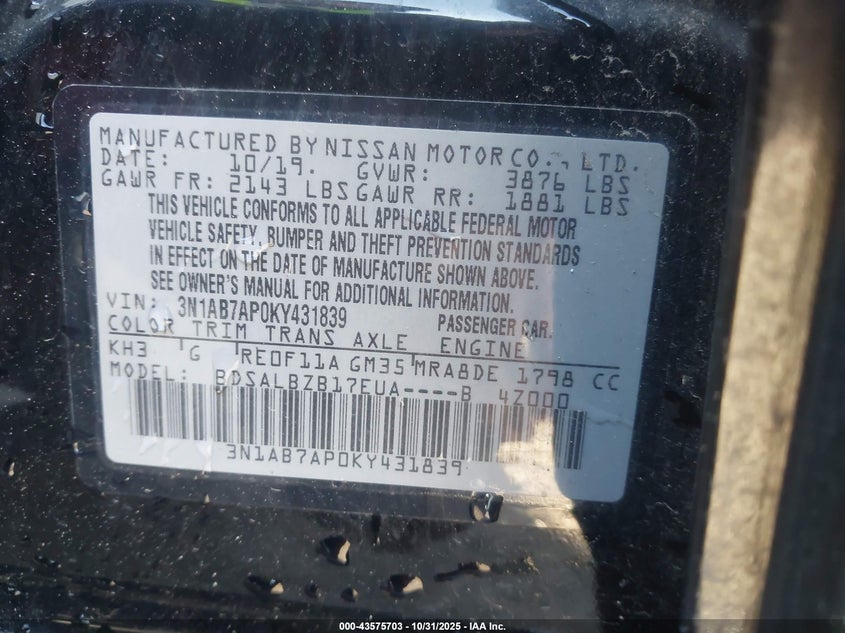 MANUFACTURED BY NISSAN MOTOR CO., LTD.
DATE: 10/19. GVWR: 3876 LBS
GAWR FR: 2143 LBS GAWR RR: 1881 LBS
THIS VEHICLE CONFORMS TO ALL APPLICABLE FEDERAL MOTOR
VEHICLE SAFETY, BUMPER AND THEFT PREVENTION STANDARDS
IN EFFECT ON THE DATE OF MANUFACTURE SHOWN ABOVE.
SEE OWNER'S MANUAL FOR ADDITIONAL INFORMATION.
VIN: 3N1AB7AP0KY431839 PASSENGER CAR.
COLOR TRIM TRANS AXLE ENGINE
KH3 G RE0F11A GM35 MRA8DE 1798 CC
MODEL: BDSALBZB17EUA----B 4Z000
3N1AB7AP0KY431839
000-43575703 - 10/31/2025 - IAA Inc.